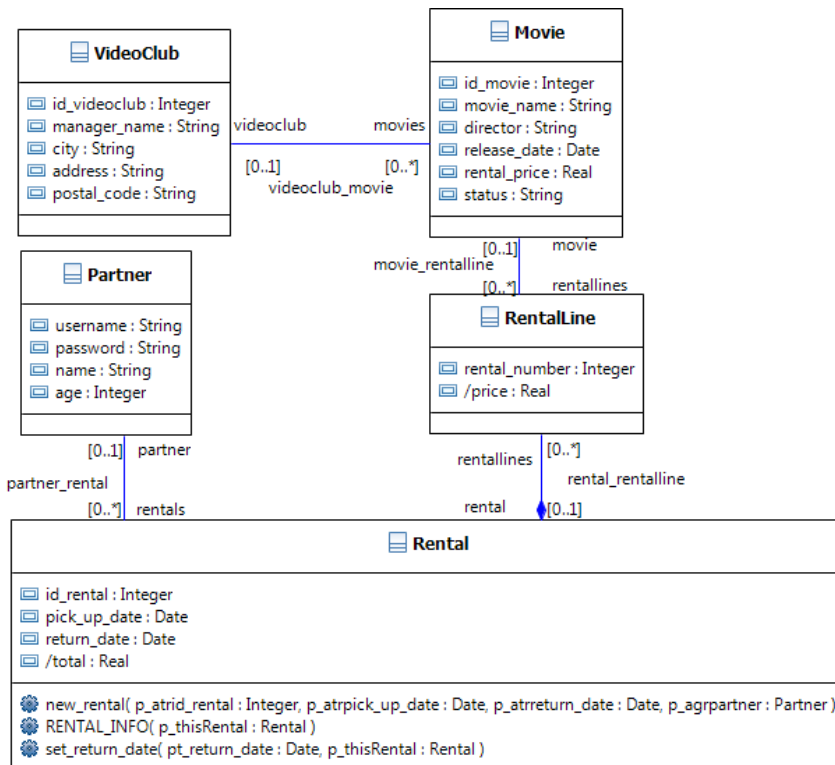 VideoClub
id_videoclub : Integer
manager_name : String
city : String
address : String
postal_code : String
videoclub
movies
[0..1]
[0..*]
videoclub_movie
Movie
id_movie : Integer
movie_name : String
director : String
release_date : Date
rental_price : Real
status : String
[0..1]
movie
movie_rentalline
[0..*]
rentallines
Partner
username : String
password : String
name : String
age : Integer
RentalLine
rental_number : Integer
/price : Real
[0..1]
partner
partner_rental
[0..*]
rentals
rentallines
[0..*]
rental_rentalline
rental
[0..1]
Rental
id_rental : Integer
pick_up_date : Date
return_date : Date
/total : Real
new_rental( p_atrid_rental : Integer, p_atrpick_up_date : Date, p_atrreturn_date : Date, p_agrpartner : Partner )
RENTAL_INFO( p_thisRental : Rental )
set_return_date( pt_return_date : Date, p_thisRental : Rental )